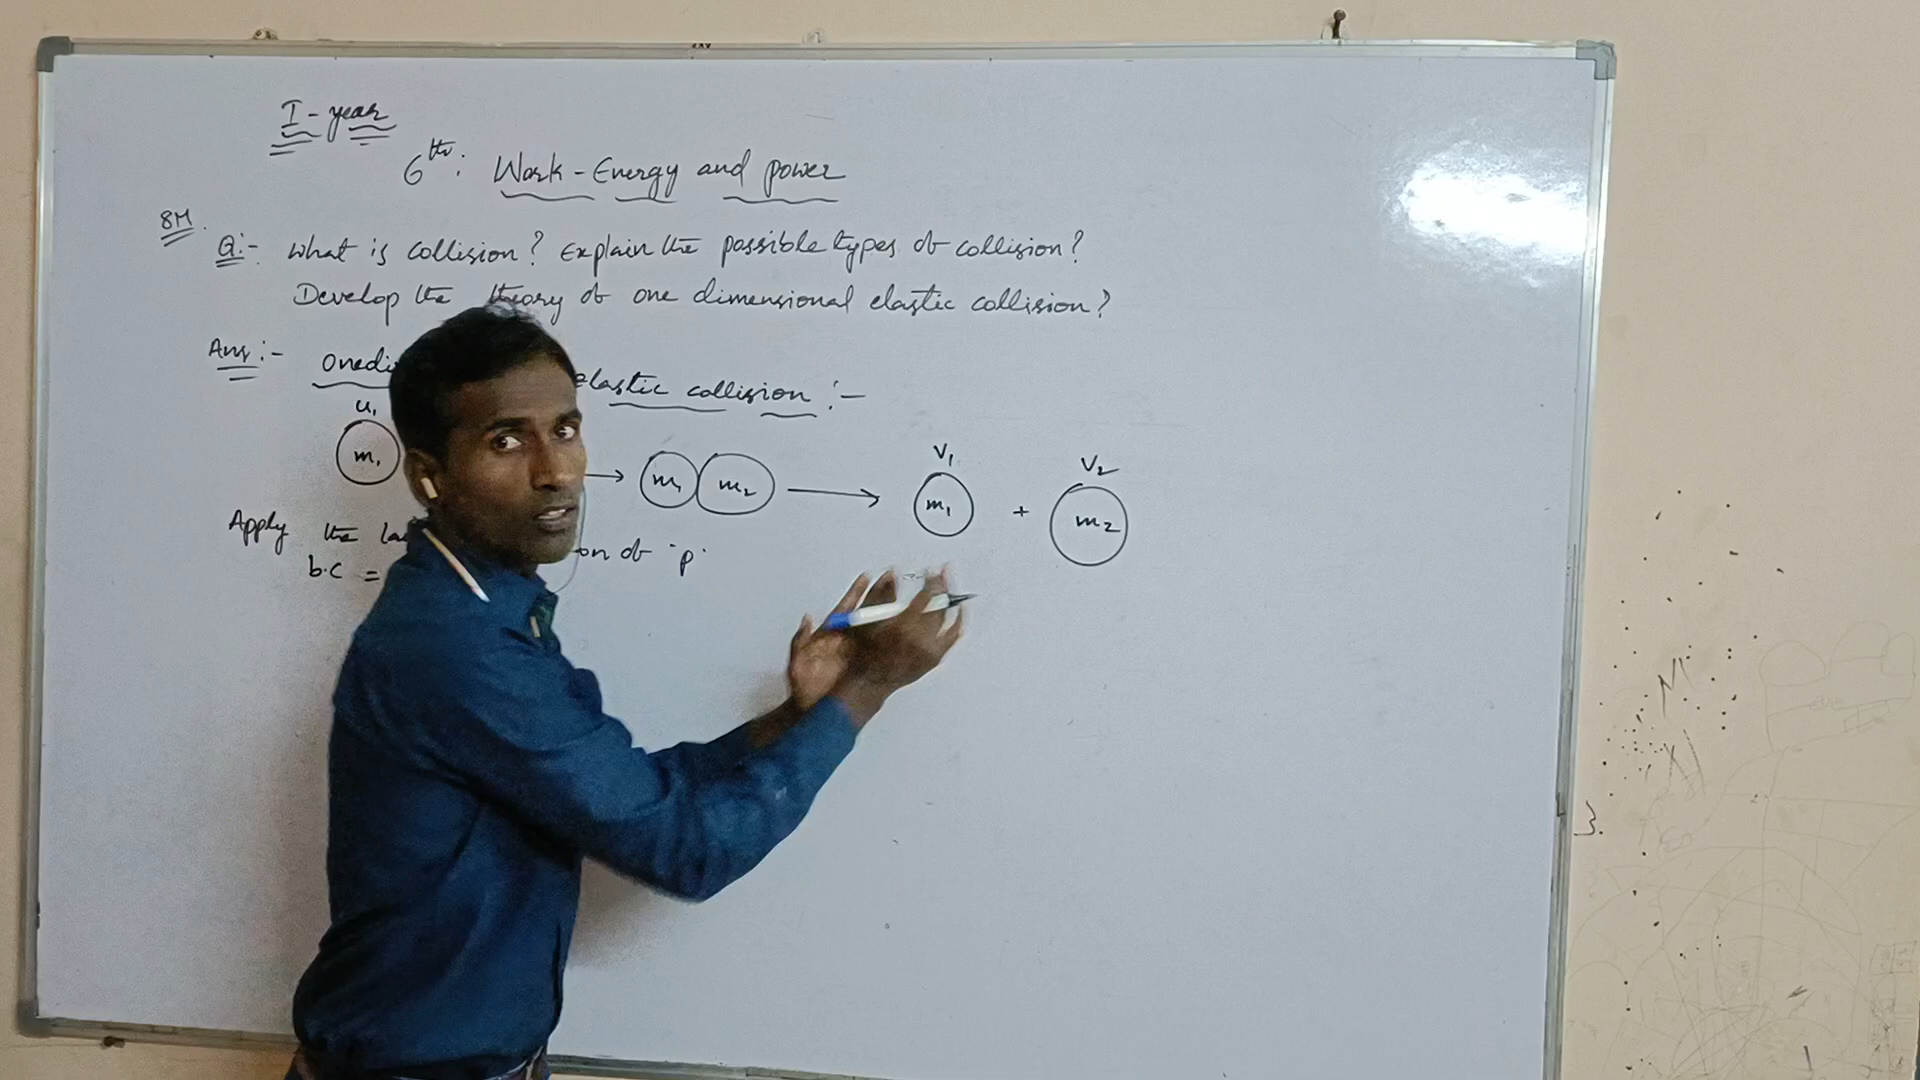 I - year
6th: Work - Energy and power
8M.
Q:- What is collision? Explain the possible types of collision?
Develop the theory of one dimensional elastic collision?
Ans:- elastic collision :-
u₁
m₁
m₁ m₂
V₁
m₁ + m₂
V₂
Apply the
of "p"
b.c =